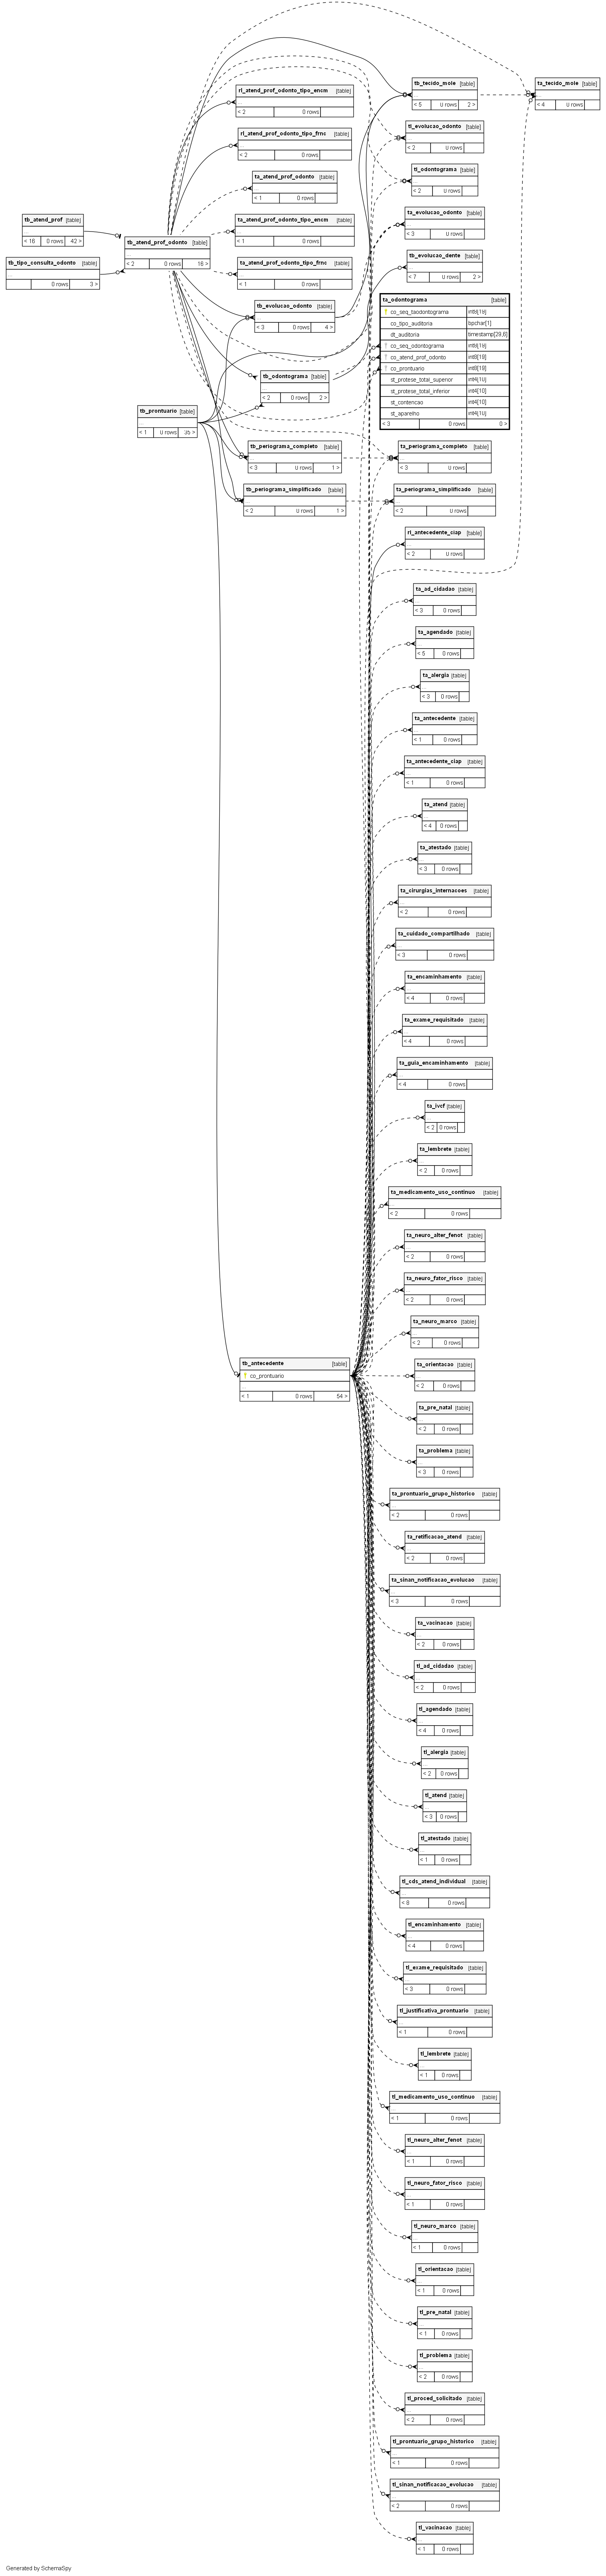 tb_tecido_mole [table]
...
< 5 0 rows 2 >
ta_tecido_mole [table]
...
< 4 0 rows
rl_atend_prof_odonto_tipo_encm [table]
...
< 2 0 rows
tl_evolucao_odonto [table]
...
< 2 0 rows
rl_atend_prof_odonto_tipo_frnc [table]
...
< 2 0 rows
tl_odontograma [table]
...
< 2 0 rows
ta_atend_prof_odonto [table]
...
< 1 0 rows
ta_evolucao_odonto [table]
...
< 3 0 rows
tb_atend_prof [table]
...
< 16 0 rows 42 >
ta_atend_prof_odonto_tipo_encm [table]
...
< 1 0 rows
tb_atend_prof_odonto [table]
...
< 2 0 rows 16 >
tb_evolucao_dente [table]
...
< 7 0 rows 2 >
tb_tipo_consulta_odonto [table]
...
0 rows 3 >
ta_atend_prof_odonto_tipo_frnc [table]
...
< 1 0 rows
ta_odontograma [table]
co_seq_taodontograma int8[19]
co_tipo_auditoria bpchar[1]
dt_auditoria timestamp[29,6]
co_seq_odontograma int8[19]
co_atend_prof_odonto int8[19]
co_prontuario int8[19]
st_protese_total_superior int4[10]
st_protese_total_inferior int4[10]
st_contencao int4[10]
st_aparelho int4[10]
< 3 0 rows 0 >
tb_evolucao_odonto [table]
...
< 3 0 rows 4 >
tb_odontograma [table]
...
< 2 0 rows 2 >
tb_prontuario [table]
...
< 1 0 rows 35 >
tb_periograma_completo [table]
...
< 3 0 rows 1 >
ta_periograma_completo [table]
...
< 3 0 rows
tb_periograma_simplificado [table]
...
< 2 0 rows 1 >
ta_periograma_simplificado [table]
...
< 2 0 rows
rl_antecedente_ciap [table]
...
< 2 0 rows
ta_ad_cidadao [table]
...
< 3 0 rows
ta_agendado [table]
...
< 5 0 rows
ta_alergia [table]
...
< 3 0 rows
ta_antecedente [table]
...
< 1 0 rows
ta_antecedente_ciap [table]
...
< 1 0 rows
ta_atend [table]
...
< 4 0 rows
ta_atestado [table]
...
< 3 0 rows
ta_cirurgias_internacoes [table]
...
< 2 0 rows
ta_cuidado_compartilhado [table]
...
< 3 0 rows
ta_encaminhamento [table]
...
< 4 0 rows
ta_exame_requisitado [table]
...
< 4 0 rows
ta_guia_encaminhamento [table]
...
< 4 0 rows
ta_ivcf [table]
...
< 2 0 rows
ta_lembrete [table]
...
< 2 0 rows
ta_medicamento_uso_continuo [table]
...
< 2 0 rows
ta_neuro_alter_fenot [table]
...
< 2 0 rows
ta_neuro_fator_risco [table]
...
< 2 0 rows
ta_neuro_marco [table]
...
< 2 0 rows
tb_antecedente [table]
co_prontuario
...
< 1 0 rows 54 >
ta_orientacao [table]
...
< 2 0 rows
ta_pre_natal [table]
...
< 2 0 rows
ta_problema [table]
...
< 3 0 rows
ta_prontuario_grupo_historico [table]
...
< 2 0 rows
ta_retificacao_atend [table]
...
< 2 0 rows
ta_sinan_notificacao_evolucao [table]
...
< 3 0 rows
ta_vacinacao [table]
...
< 2 0 rows
tl_ad_cidadao [table]
...
< 2 0 rows
tl_agendado [table]
...
< 4 0 rows
tl_alergia [table]
...
< 2 0 rows
tl_atend [table]
...
< 3 0 rows
tl_atestado [table]
...
< 1 0 rows
tl_cds_atend_individual [table]
...
< 8 0 rows
tl_encaminhamento [table]
...
< 4 0 rows
tl_exame_requisitado [table]
...
< 3 0 rows
tl_justificativa_prontuario [table]
...
< 1 0 rows
tl_lembrete [table]
...
< 1 0 rows
tl_medicamento_uso_continuo [table]
...
< 1 0 rows
tl_neuro_alter_fenot [table]
...
< 1 0 rows
tl_neuro_fator_risco [table]
...
< 1 0 rows
tl_neuro_marco [table]
...
< 1 0 rows
tl_orientacao [table]
...
< 1 0 rows
tl_pre_natal [table]
...
< 1 0 rows
tl_problema [table]
...
< 2 0 rows
tl_proced_solicitado [table]
...
< 2 0 rows
tl_prontuario_grupo_historico [table]
...
< 1 0 rows
tl_sinan_notificacao_evolucao [table]
...
< 2 0 rows
tl_vacinacao [table]
...
< 1 0 rows
Generated by SchemaSpy